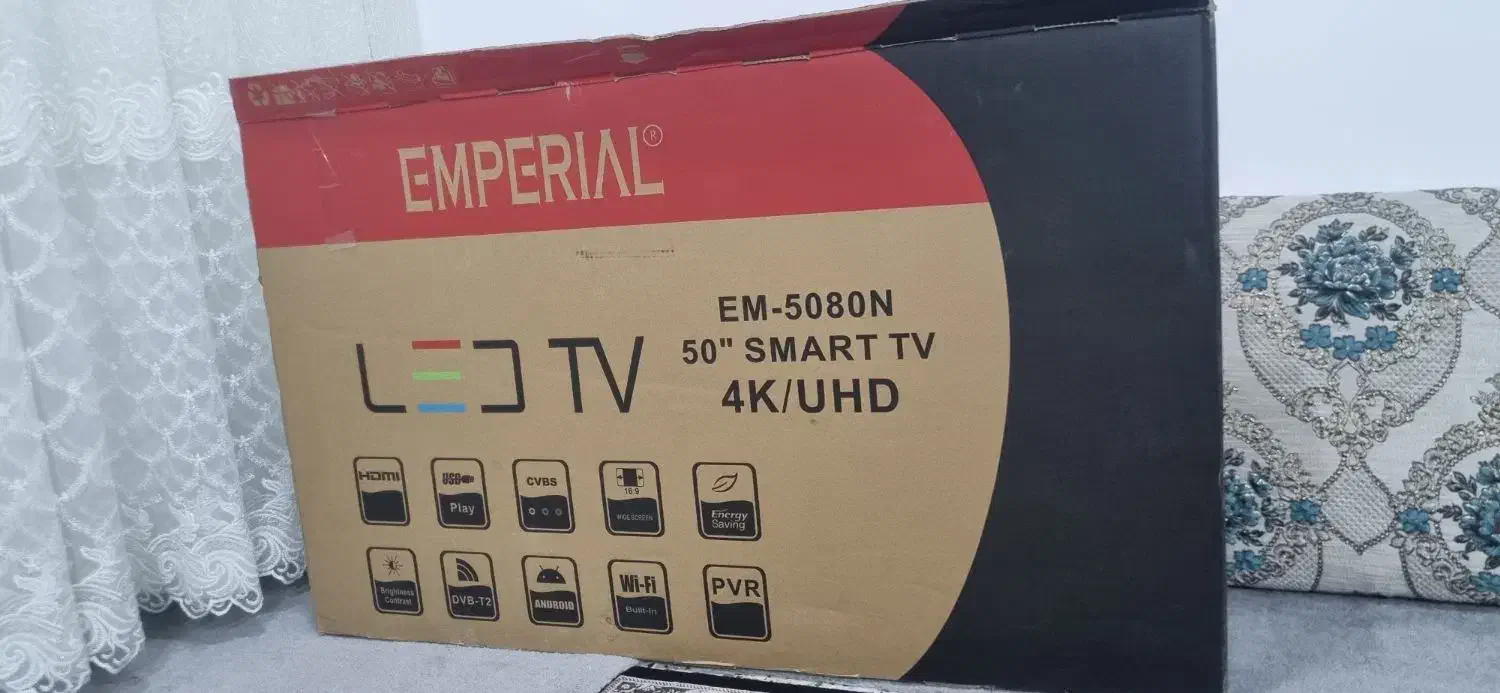 EMPERIAL®
EM-5080N
LED TV
50" SMART TV
4K/UHD
HDMI
USB
Play
CVBS
16:9
WIDE SCREEN
Energy
Saving
Brightness
Contrast
DVB-T2
ANDROID
Wi-Fi
Built-In
PVR